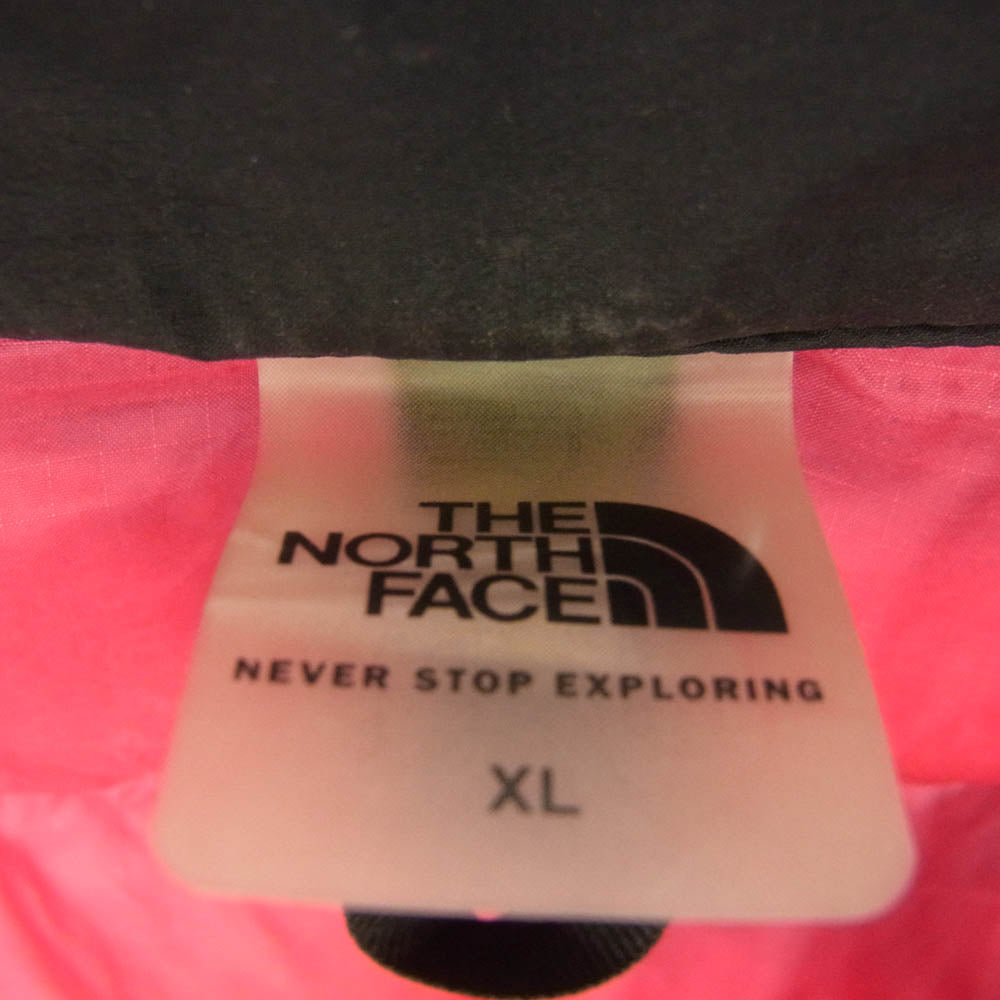 THE
NORTH
FACE
NEVER STOP EXPLORING
XL